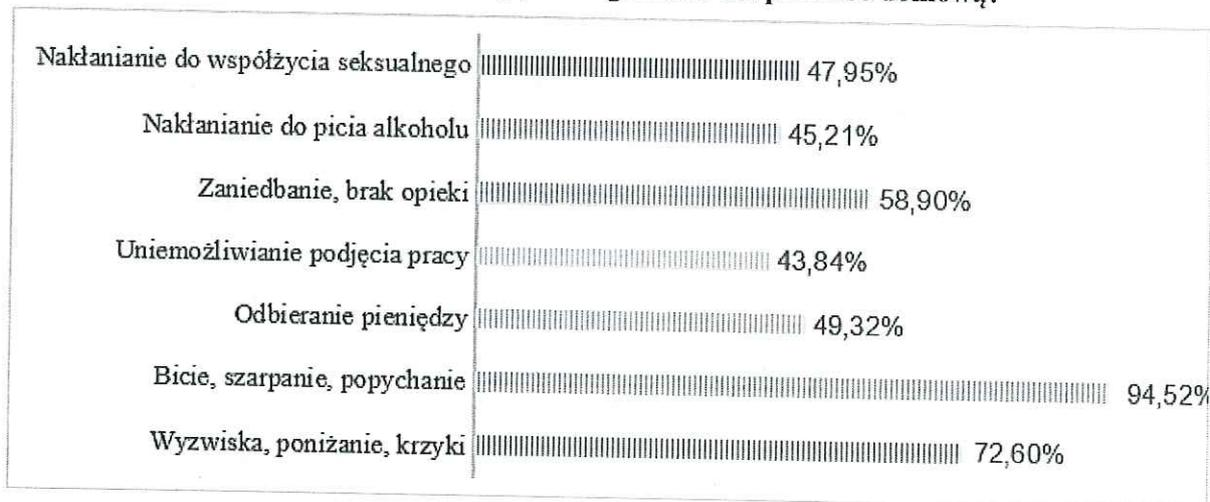 Nakłanianie do współżycia seksualnego 47,95%
Nakłanianie do picia alkoholu 45,21%
Zaniedbanie, brak opieki 58,90%
Uniemożliwianie podjęcia pracy 43,84%
Odbieranie pieniędzy 49,32%
Bicie, szarpanie, popychanie 94,52%
Wyzwiska, poniżanie, krzyki 72,60%